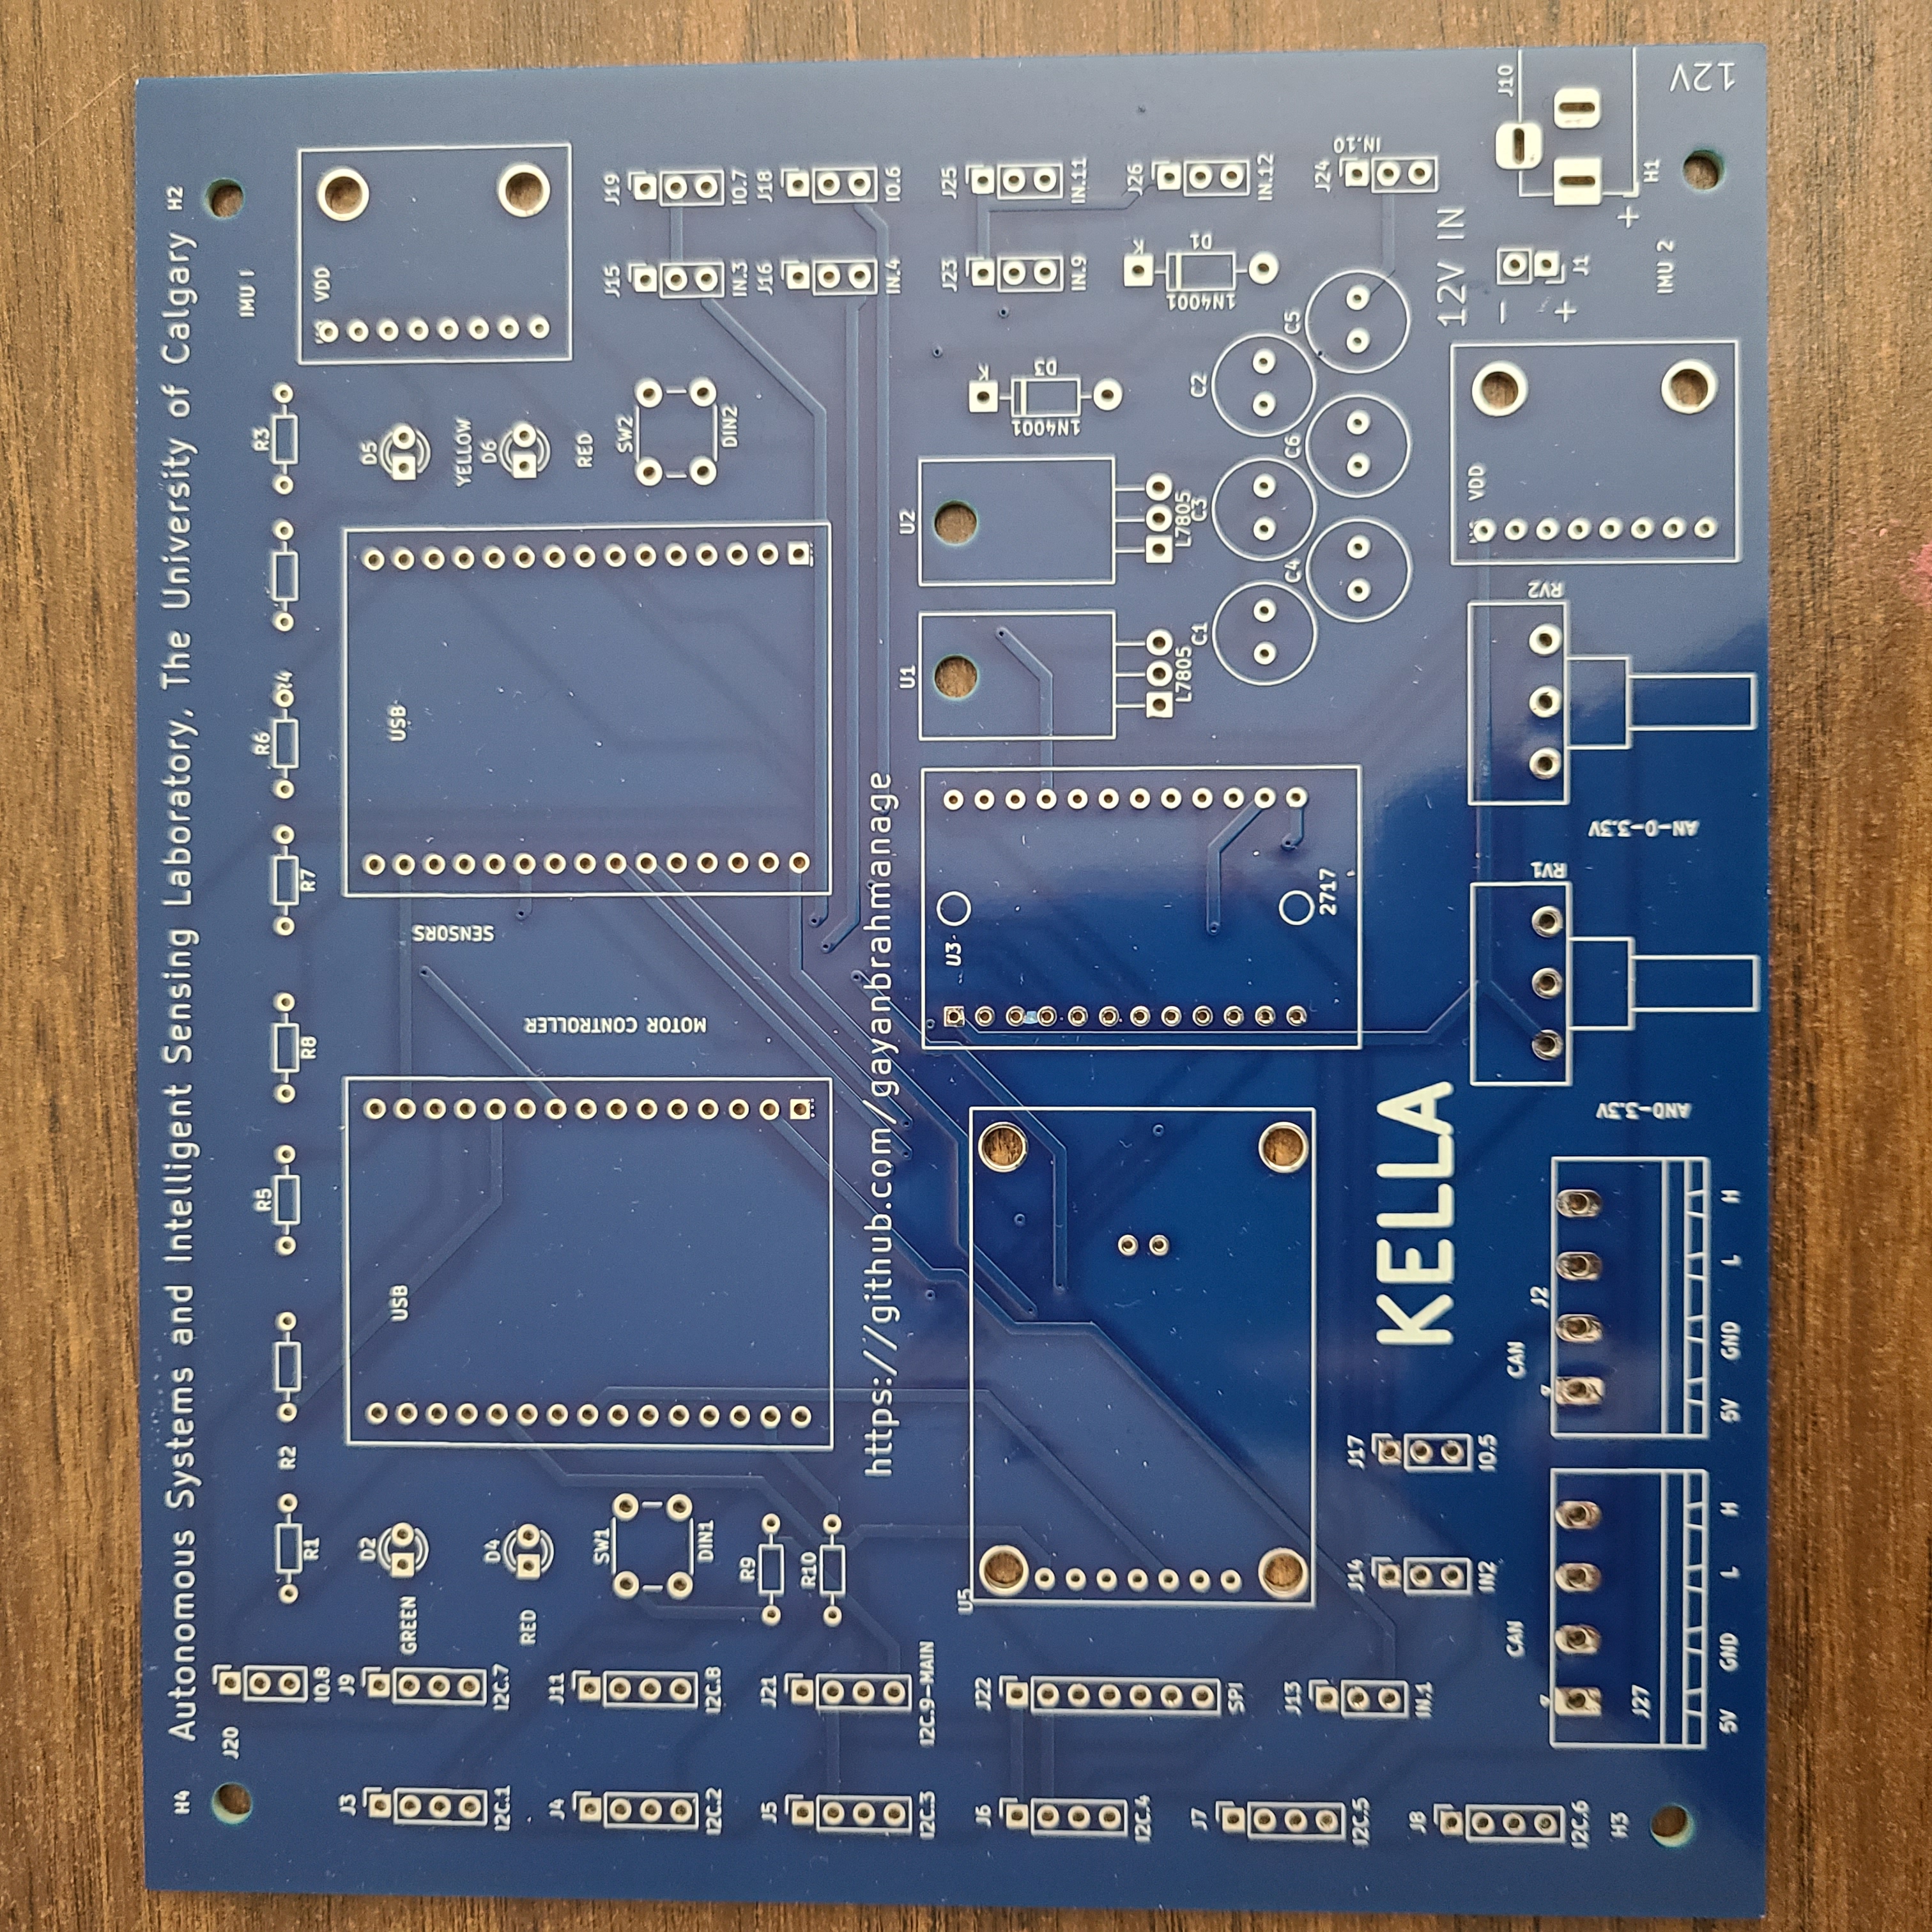 H4 Autonomous Systems and Intelligent Sensing Laboratory, The University of Calgary H2
J20
IO.8
R1
R2
R5
R8
R7
R6
R4
R3
IMU 1
VDD
J3
I2C.1
J9
I2C.7
GREEN
D2
RED
D4
USB
MOTOR CONTROLLER
SENSORS
USB
D5
YELLOW
D6
RED
J4
I2C.2
J11
I2C.8
SW1
DIN1
SW2
DIN2
J15
IN.3
J19
IO.7
J5
I2C.3
J21
I2C.9-MAIN
R9
R10
J16
IN.4
J18
IO.6
https://github.com/gayanbrahmanage
U5
U3
2717
U1
L7805
U2
L7805
K
1N4001
D3
J23
IN.9
J25
IN.11
J6
I2C.4
J22
SPI
K
1N4001
D1
J26
IN.12
C1
C3
C2
C4
C6
C5
J7
I2C.5
J13
IN.1
J14
IN2
J17
IO.5
KELLA
J24
IN.10
J8
I2C.6
H3
CAN
J27
5V GND L H
CAN
J2
5V GND L H
RV1
AN0-3.3V
RV2
AN-0-3.3V
VDD
IMU 2
12V IN
-
+
J1
J10
+
H1
12V